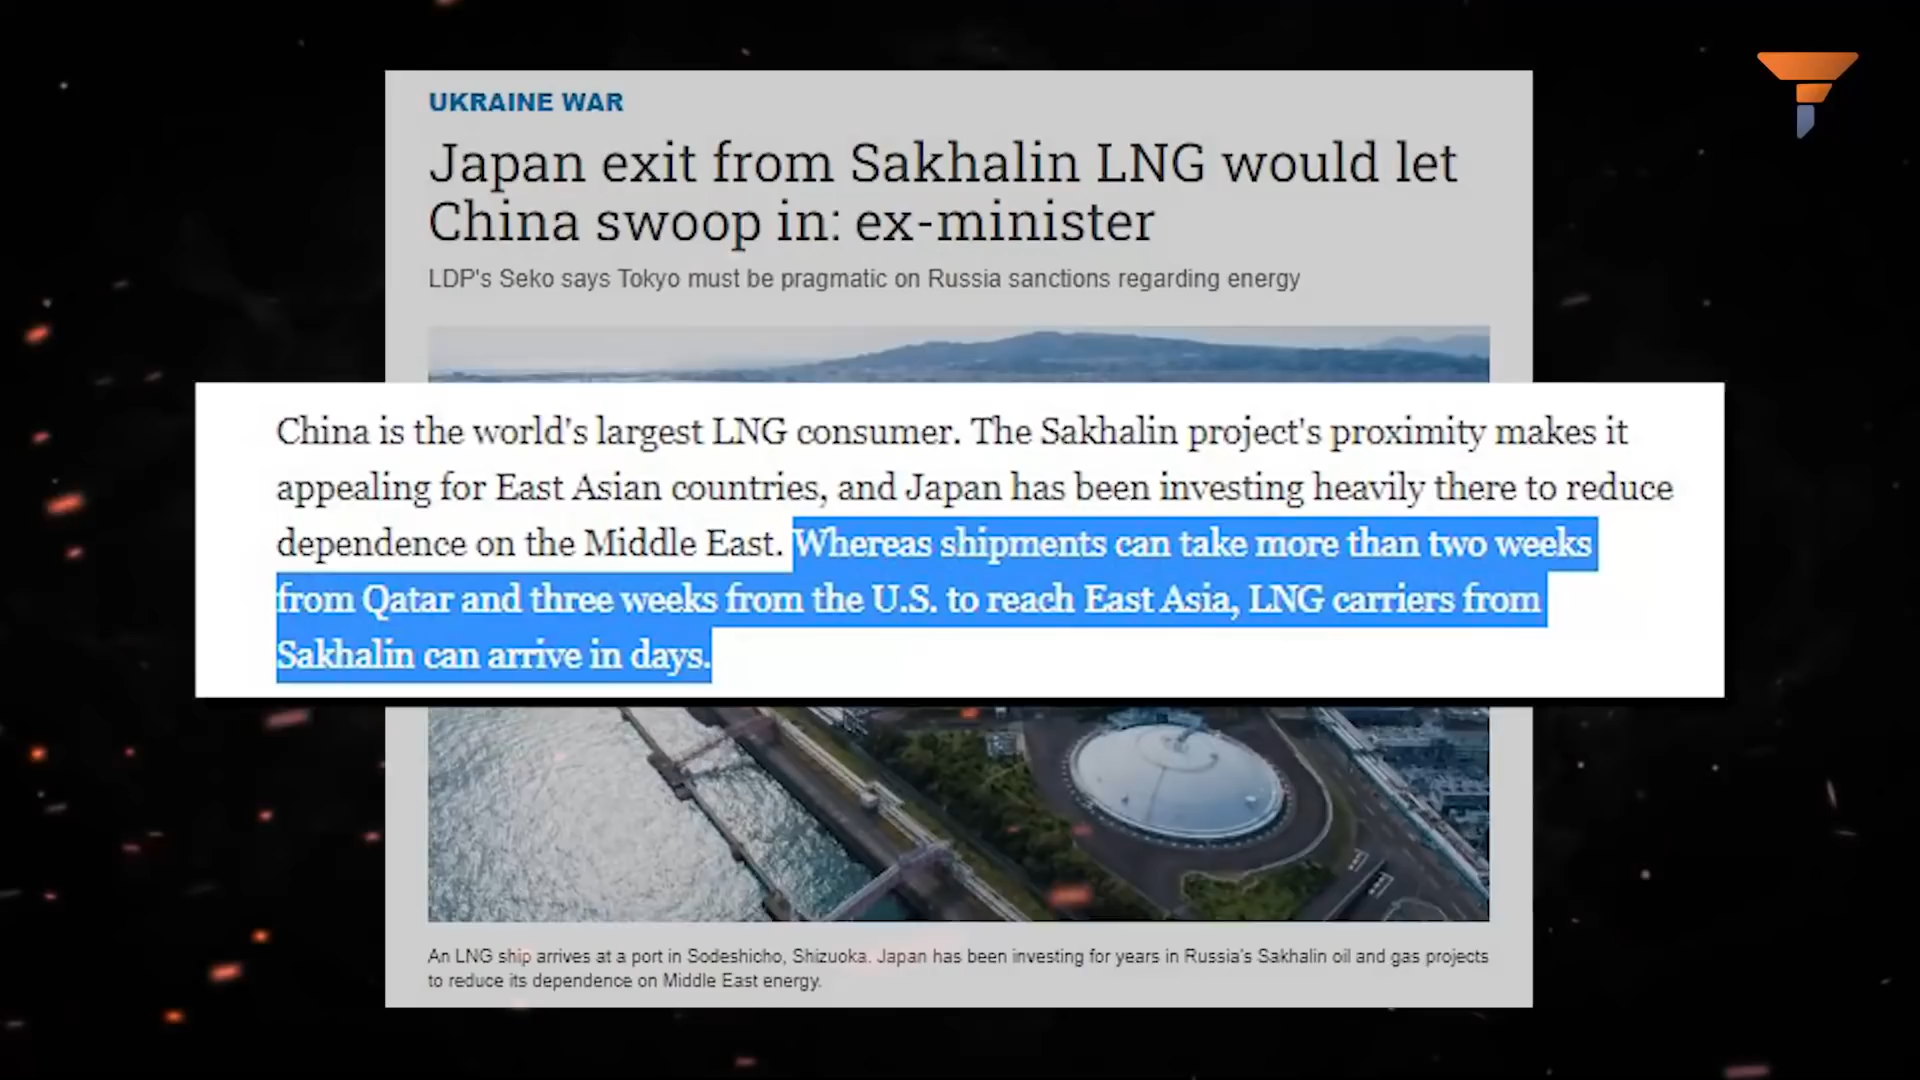 UKRAINE WAR
Japan exit from Sakhalin LNG would let
China swoop in: ex-minister
LDP's Seko says Tokyo must be pragmatic on Russia sanctions regarding energy
China is the world's largest LNG consumer. The Sakhalin project's proximity makes it
appealing for East Asian countries, and Japan has been investing heavily there to reduce
dependence on the Middle East. Whereas shipments can take more than two weeks
from Qatar and three weeks from the U.S. to reach East Asia, LNG carriers from
Sakhalin can arrive in days.
An LNG ship arrives at a port in Sodeshicho, Shizuoka. Japan has been investing for years in Russia's Sakhalin oil and gas projects
to reduce its dependence on Middle East energy.